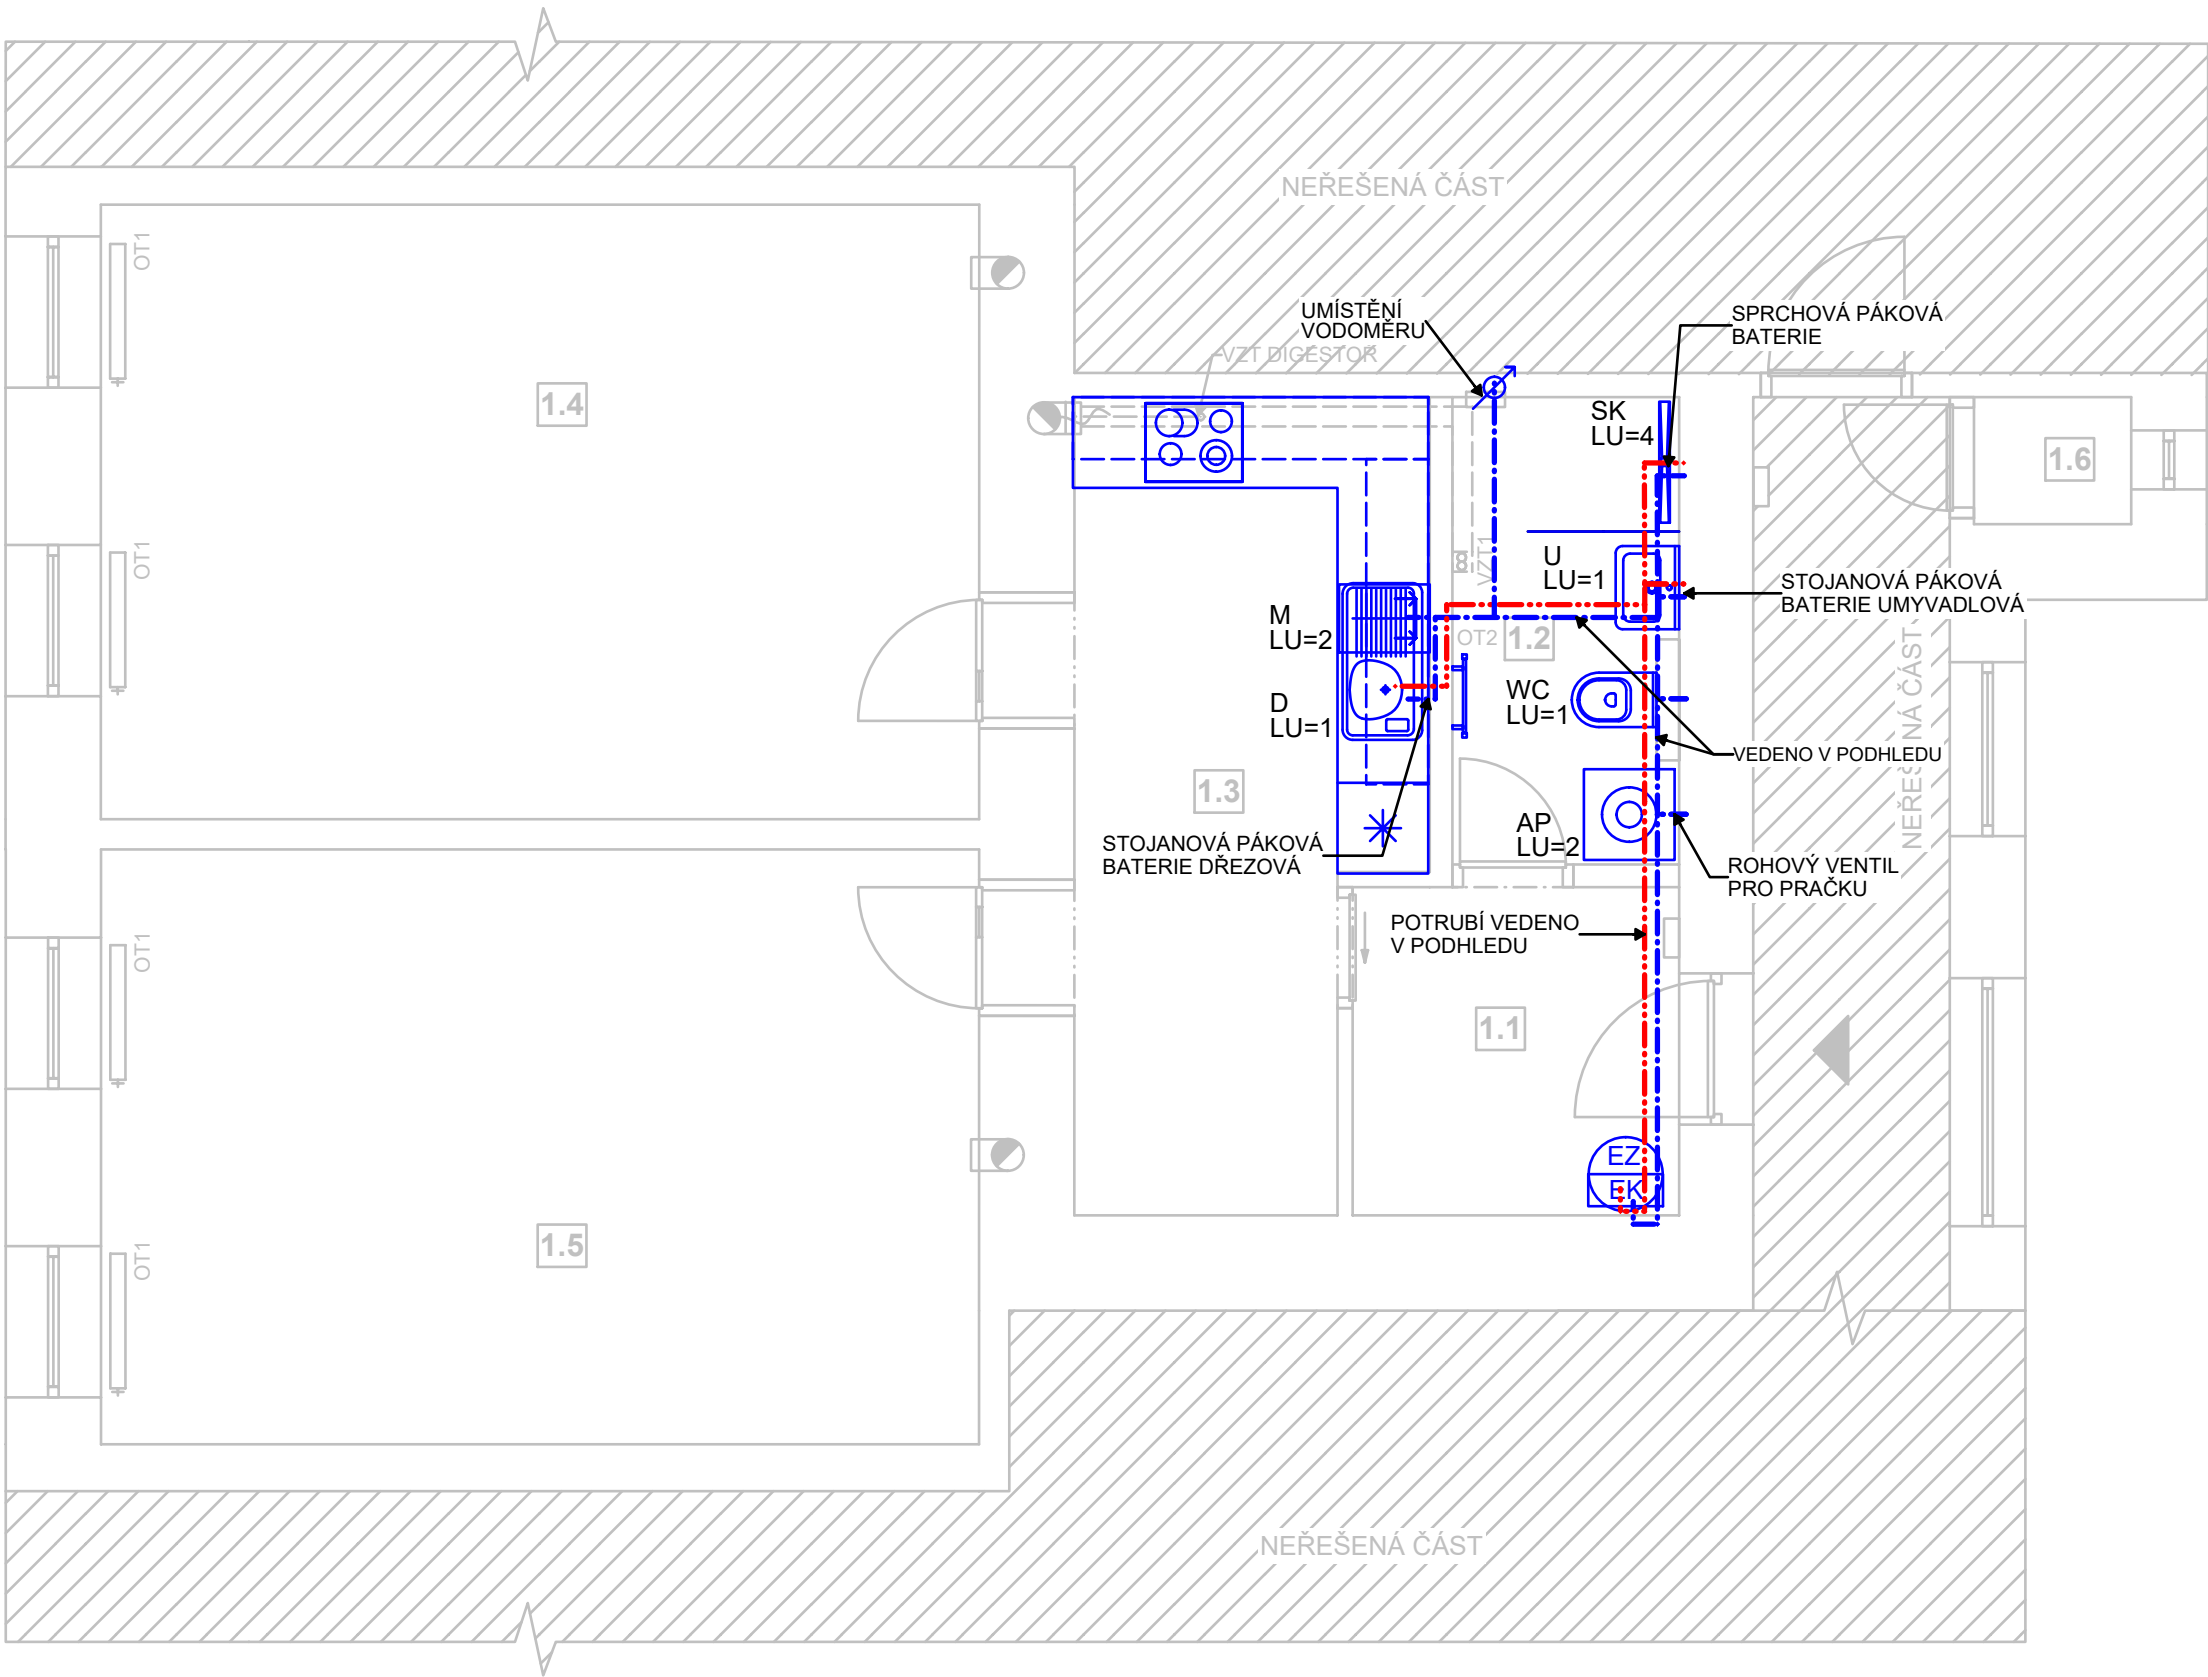 NEŘEŠENÁ ČÁST
OT1
1.4
UMÍSTĚNÍ
VODOMĚRU
VZT DIGESTOŘ
SPRCHOVÁ PÁKOVÁ
BATERIE
SK
LU=4
1.6
OT1
VZT1
U
LU=1
STOJANOVÁ PÁKOVÁ
BATERIE UMYVADLOVÁ
M
LU=2
OT2
1.2
D
LU=1
WC
LU=1
NEŘEŠENÁ ČÁST
VEDENO V PODHLEDU
1.3
STOJANOVÁ PÁKOVÁ
BATERIE DŘEZOVÁ
AP
LU=2
ROHOVÝ VENTIL
PRO PRAČKU
OT1
POTRUBÍ VEDENO
V PODHLEDU
1.1
EZ
EK
1.5
OT1
NEŘEŠENÁ ČÁST